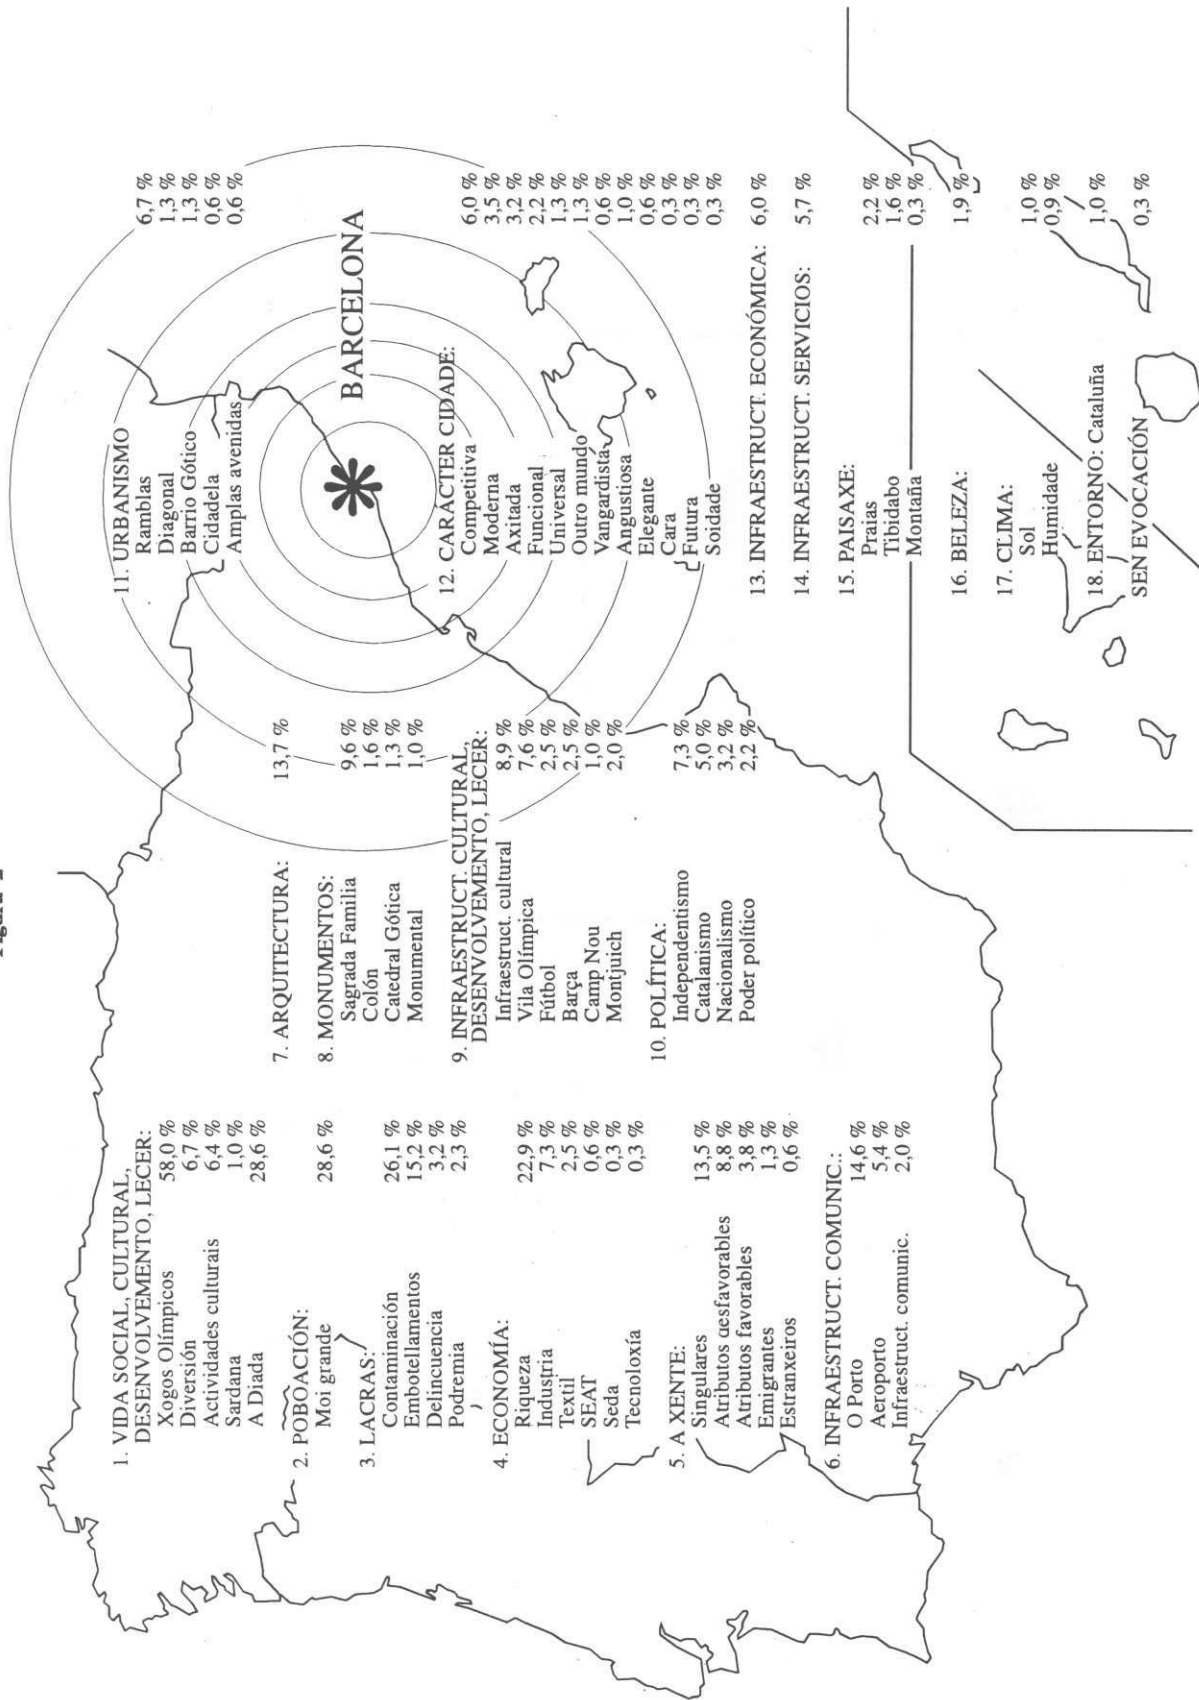 1. VIDA SOCIAL, CULTURAL,
DESENVOLVEMENTO, LECER:
Xogos Olímpicos 58,0 %
Diversión 6,7 %
Actividades culturais 6,4 %
Sardana 1,0 %
A Diada 28,6 %
2. POBOACIÓN:
Moi grande 28,6 %
3. LACRAS:
Contaminación 26,1 %
Embotellamentos 15,2 %
Delincuencia 3,2 %
Podremia 2,3 %
4. ECONOMÍA:
Riqueza 22,9 %
Industria 7,3 %
Textil 2,5 %
SEAT 0,6 %
Seda 0,3 %
Tecnoloxía 0,3 %
5. A XENTE:
Singulares 13,5 %
Atributos desfavorables 8,8 %
Atributos favorables 3,8 %
Emigrantes 1,3 %
Estranxeiros 0,6 %
6. INFRAESTRUCT. COMUNIC.:
O Porto 14,6 %
Aeroporto 5,4 %
Infraestruct. comunic. 2,0 %
7. ARQUITECTURA: 13,7 %
8. MONUMENTOS:
Sagrada Familia 9,6 %
Colón 1,6 %
Catedral Gótica 1,3 %
Monumental 1,0 %
9. INFRAESTRUCT. CULTURAL,
DESENVOLVEMENTO, LECER:
Infraestruct. cultural 8,9 %
Vila Olímpica 7,6 %
Fútbol 2,5 %
Barça 2,5 %
Camp Nou 1,0 %
Montjuich 2,0 %
10. POLÍTICA:
Independentismo 7,3 %
Catalanismo 5,0 %
Nacionalismo 3,2 %
Poder político 2,2 %
11. URBANISMO
Ramblas 6,7 %
Diagonal 1,3 %
Barrio Gótico 1,3 %
Cidadela 0,6 %
Amplas avenidas 0,6 %
BARCELONA
12. CARÁCTER CIDADE:
Competitiva 6,0 %
Moderna 3,5 %
Axitada 3,2 %
Funcional 2,2 %
Universal 1,3 %
Outro mundo 1,3 %
Vangardista 0,6 %
Angustiosa 1,0 %
Elegante 0,6 %
Cara 0,3 %
Futura 0,3 %
Soidade 0,3 %
13. INFRAESTRUCT. ECONÓMICA: 6,0 %
14. INFRAESTRUCT. SERVICIOS: 5,7 %
15. PAISAXE:
Praias 2,2 %
Tibidabo 1,6 %
Montaña 0,3 %
16. BELEZA: 1,9 %
17. CLIMA:
Sol 1,0 %
Humidade 0,9 %
18. ENTORNO: Cataluña 1,0 %
SEN EVOCACIÓN 0,3 %